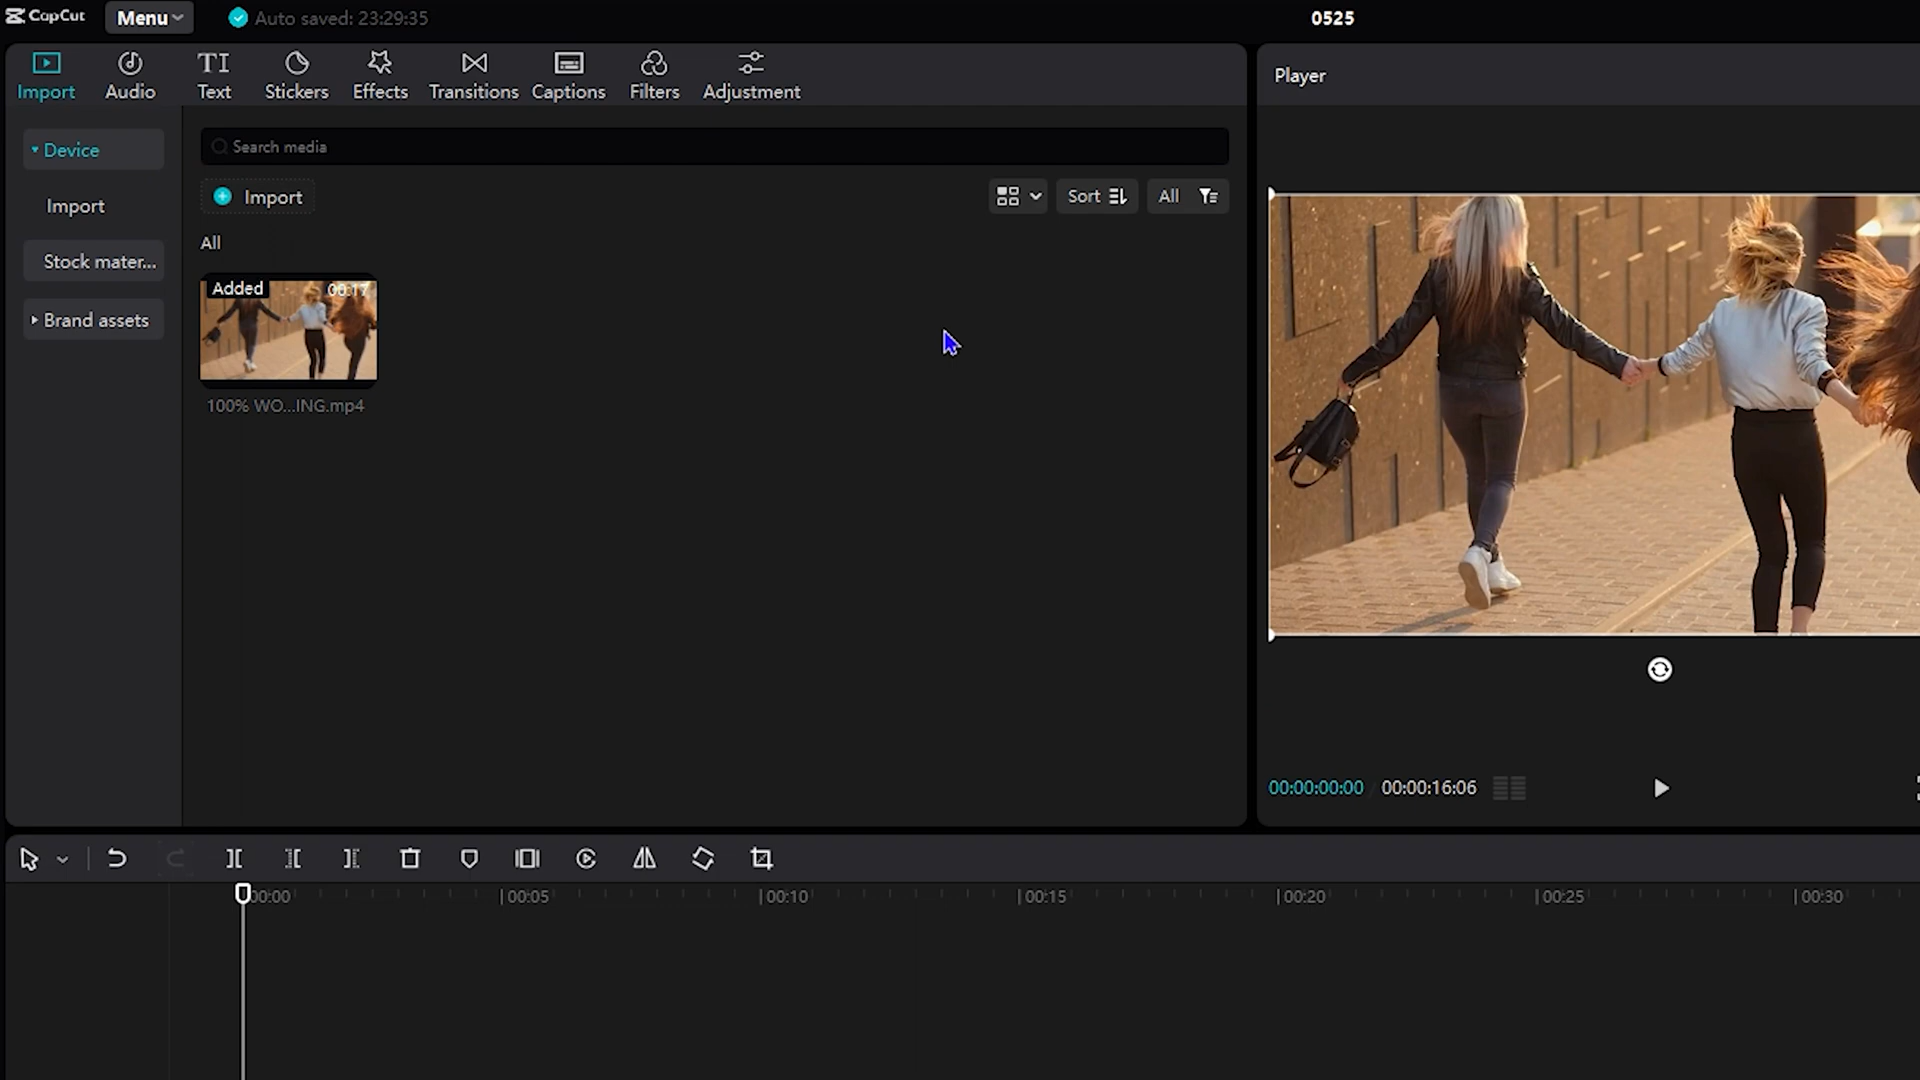 CapCut Menu Auto saved: 23:29:35 0525
Import Audio Text Stickers Effects Transitions Captions Filters Adjustment
Player
Device
Search media
Import
Import
Sort All
All
Stock mater...
Added 00:17
Brand assets
100% WO...ING.mp4
00:00:00:00 00:00:16:06
00:00 00:05 00:10 00:15 00:20 00:25 00:30